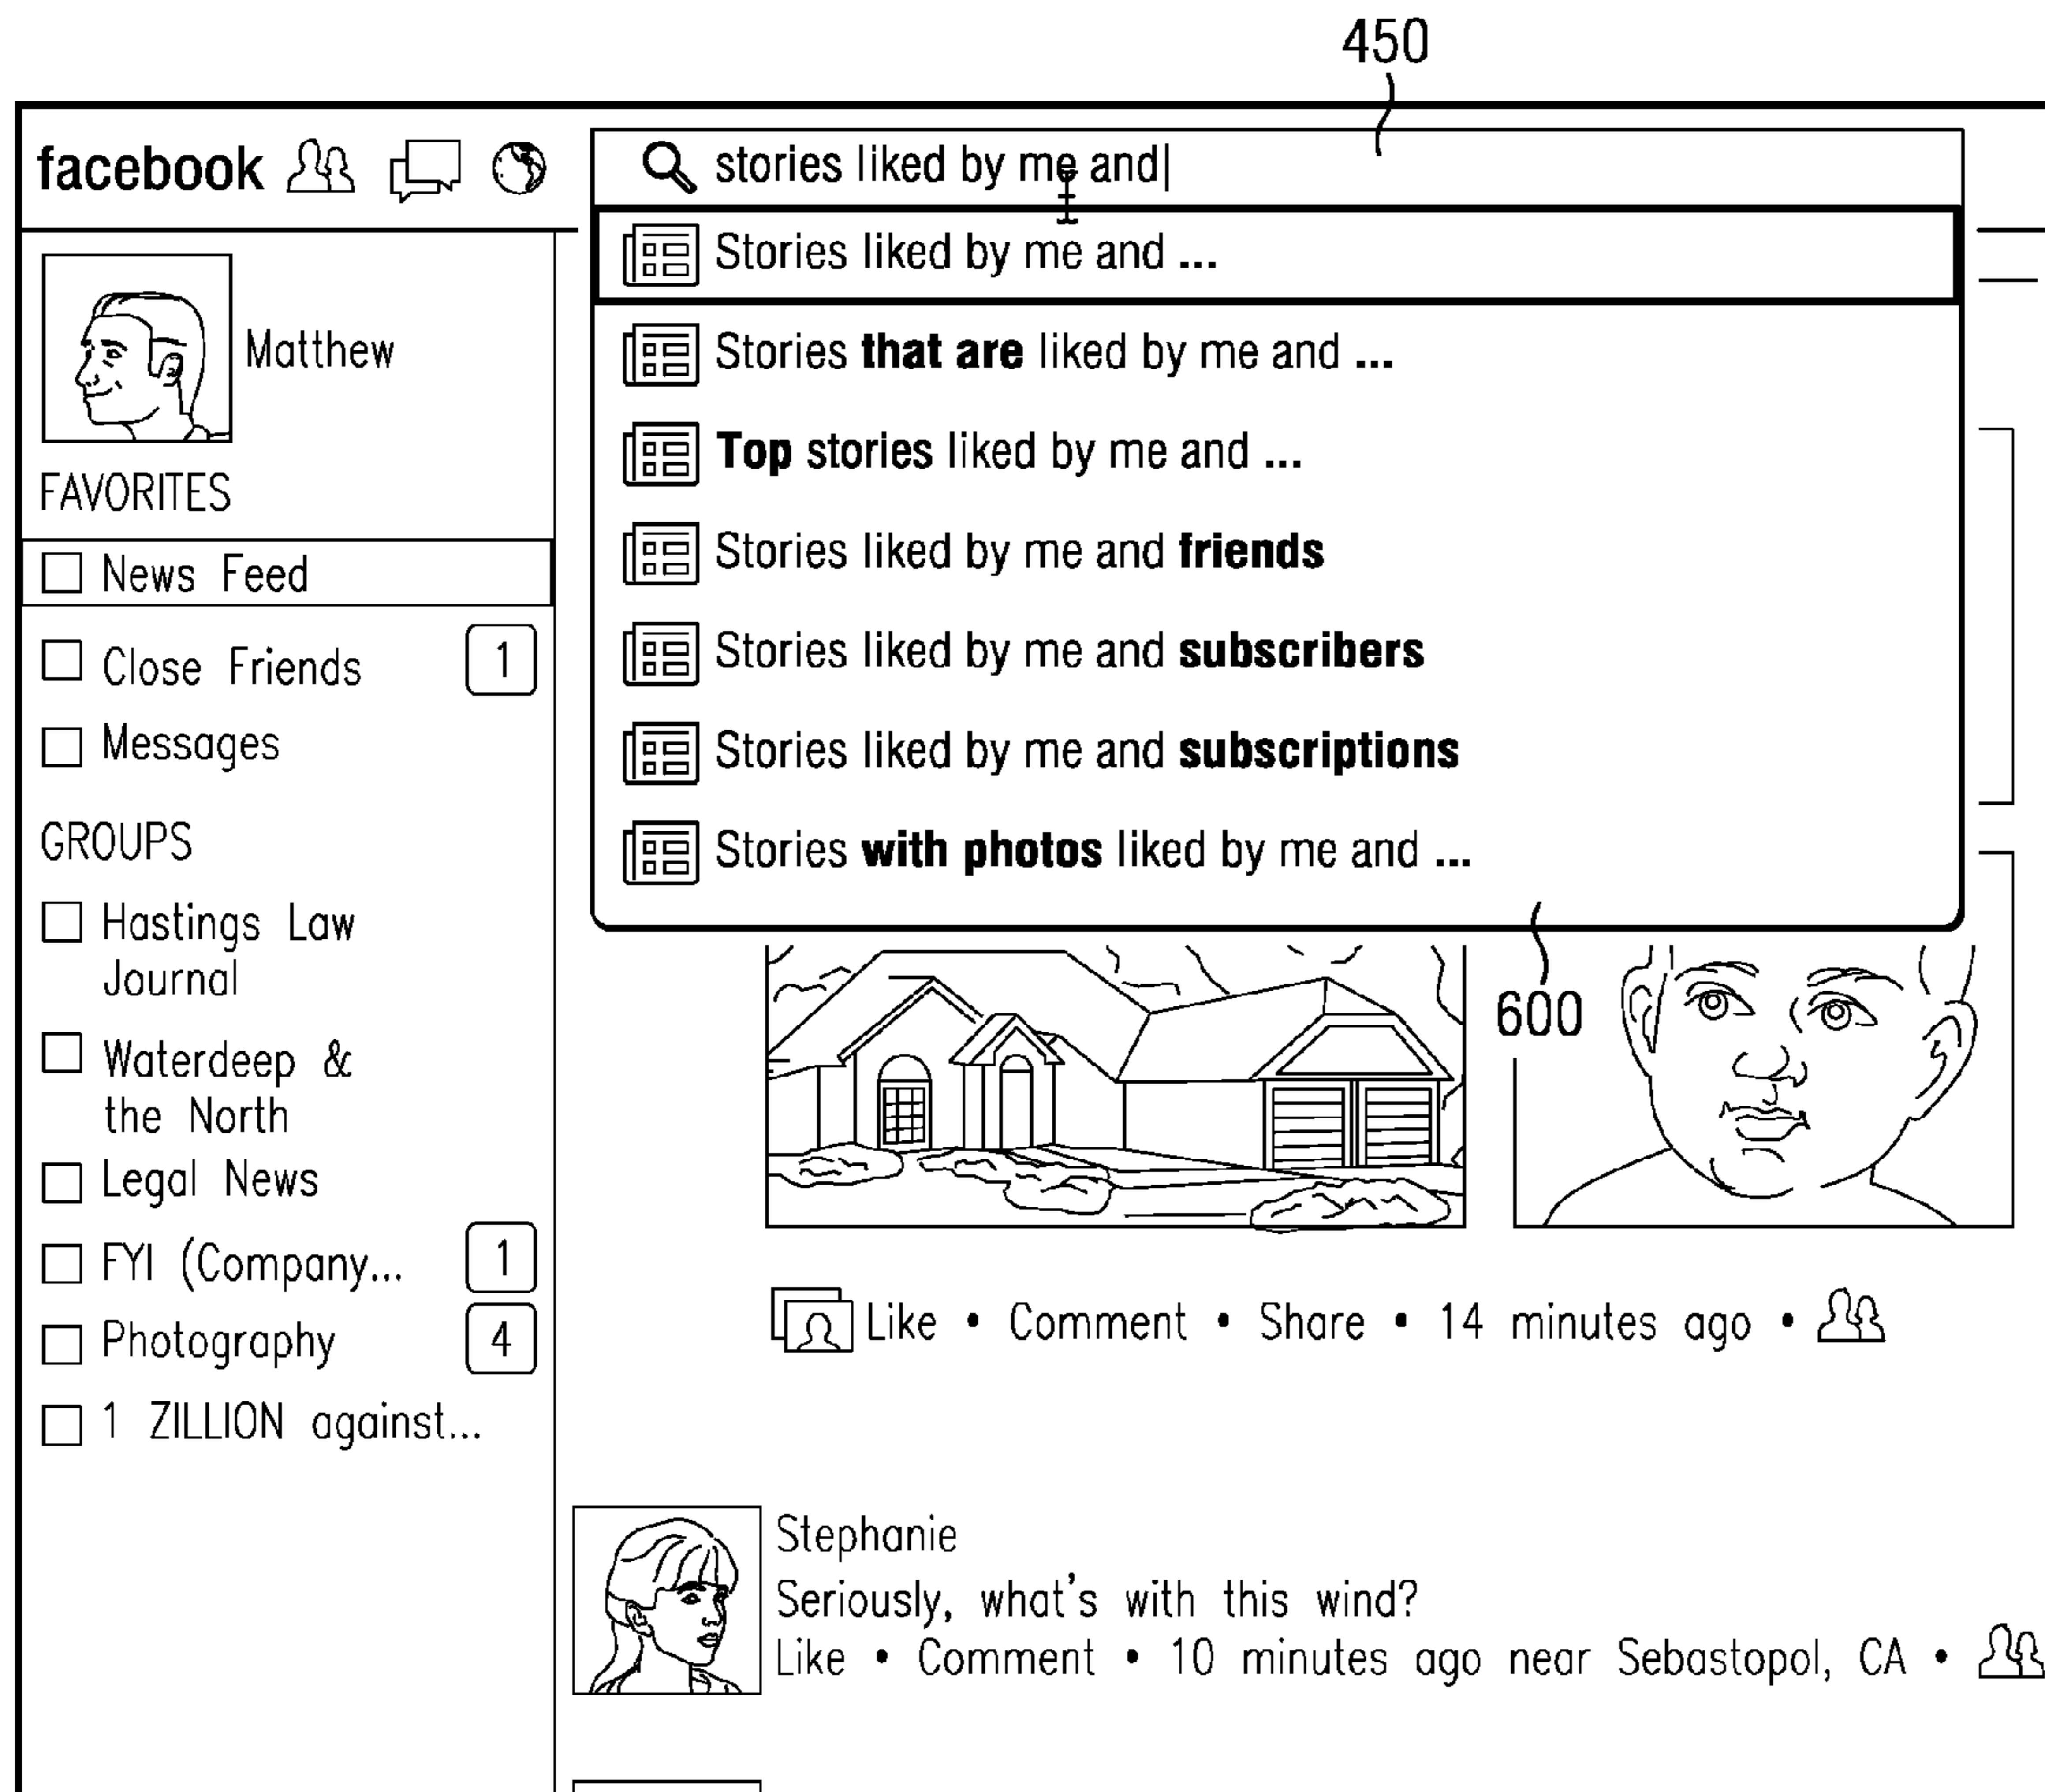 450
facebook
stories liked by me and
Stories liked by me and ...
Stories that are liked by me and ...
Top stories liked by me and ...
Stories liked by me and friends
Stories liked by me and subscribers
Stories liked by me and subscriptions
Stories with photos liked by me and ...
600
Matthew
FAVORITES
News Feed
Close Friends 1
Messages
GROUPS
Hastings Law
Journal
Waterdeep &
the North
Legal News
FYI (Company... 1
Photography 4
1 ZILLION against...
Like • Comment • Share • 14 minutes ago •
Stephanie
Seriously, what's with this wind?
Like • Comment • 10 minutes ago near Sebastopol, CA •